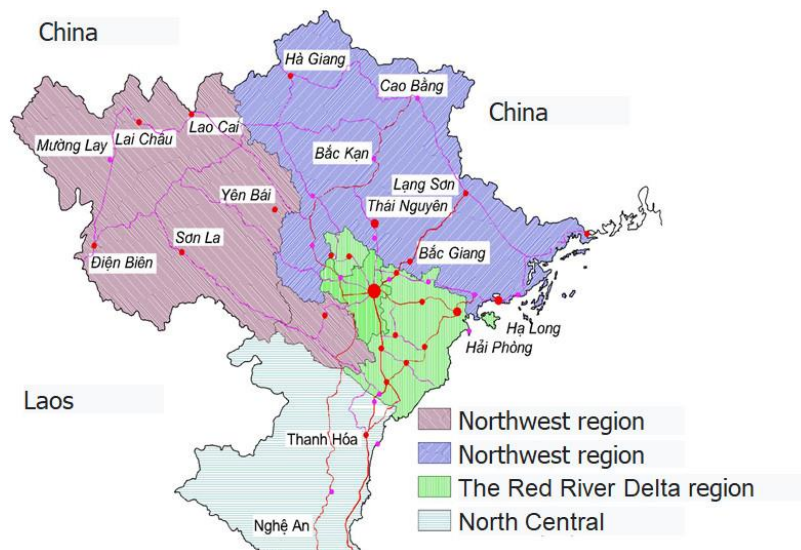 China
Hà Giang
Cao Bằng
China
Lao Cai
Lai Châu
Mường Lay
Bắc Kạn
Lạng Sơn
Yên Bái
Thái Nguyên
Sơn La
Bắc Giang
Điện Biên
Hạ Long
Hải Phòng
Laos
Northwest region
Thanh Hóa
Northwest region
The Red River Delta region
Nghệ An
North Central